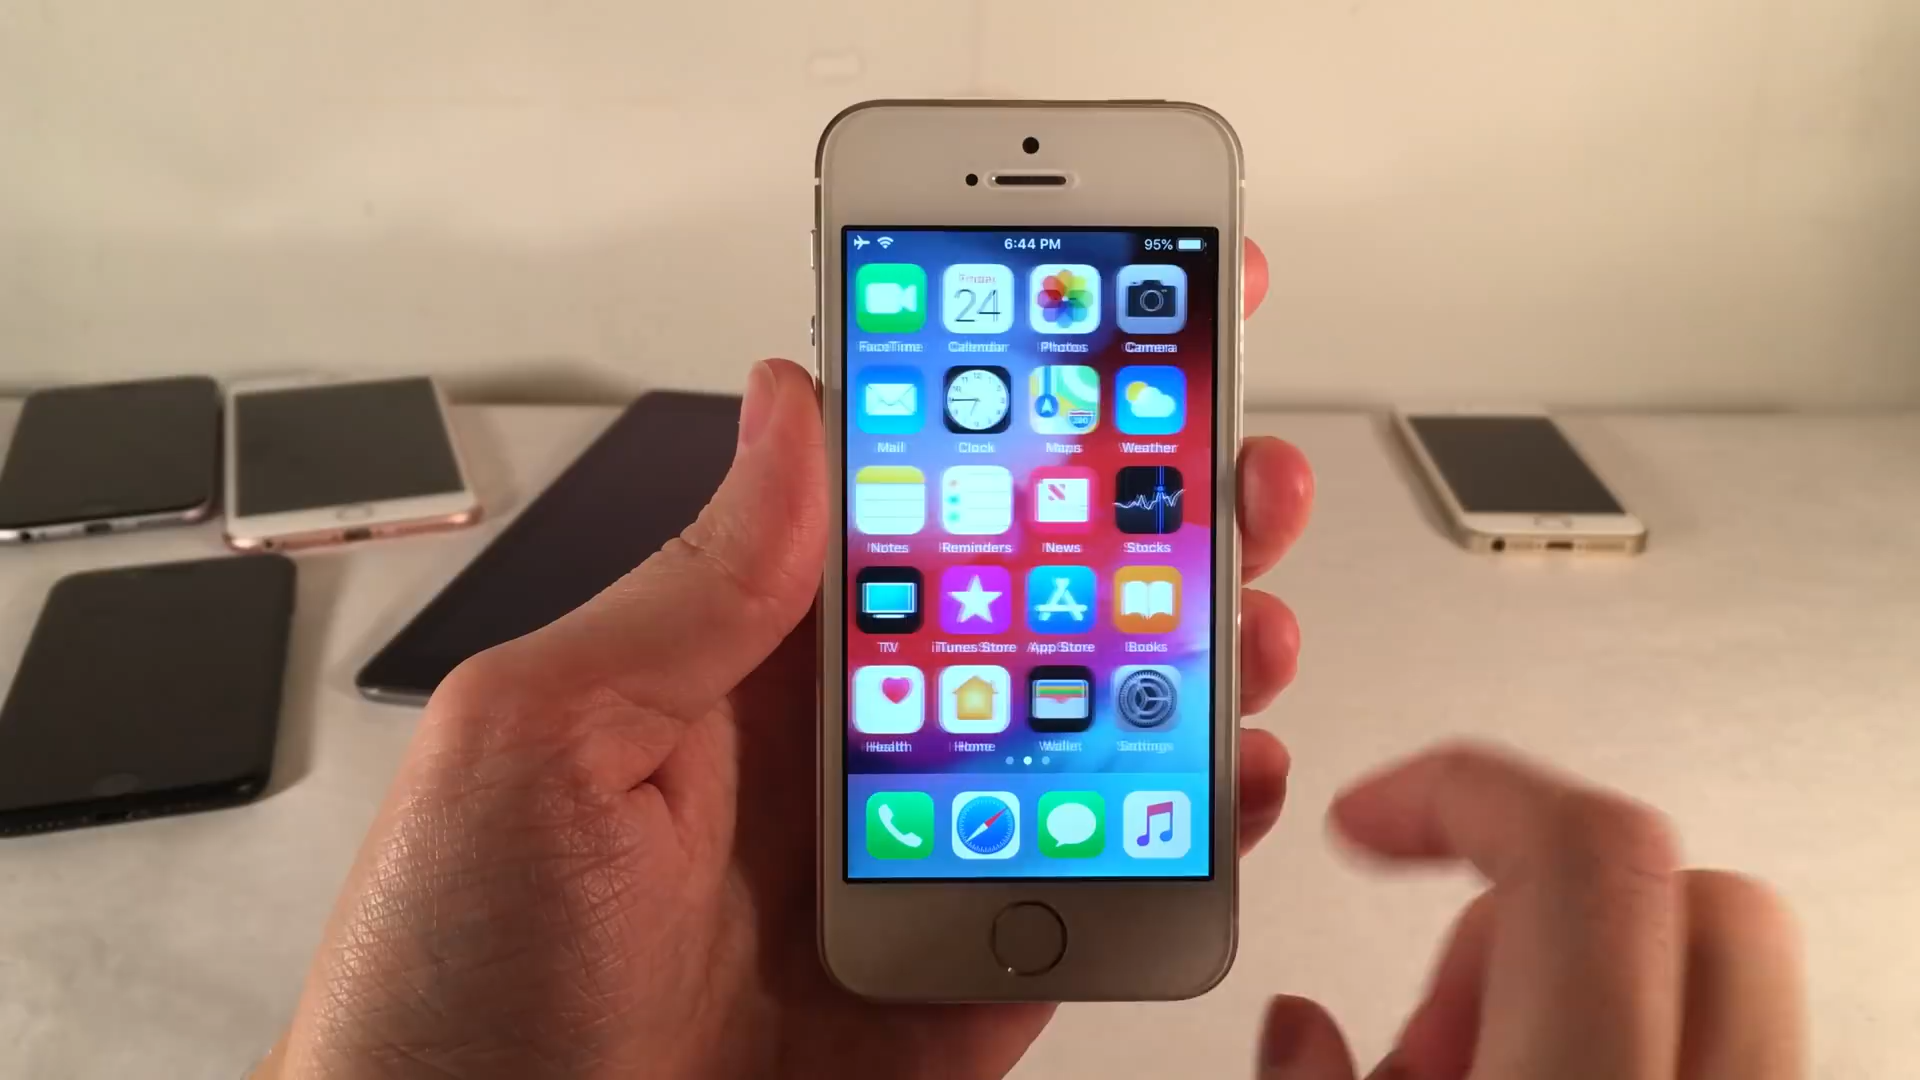 6:44 PM 95%
24
FaceTime Calendar Photos Camera
280
Mail Clock Maps Weather
Notes Reminders News Stocks
TV iTunes Store App Store Books
Health Home Wallet Settings